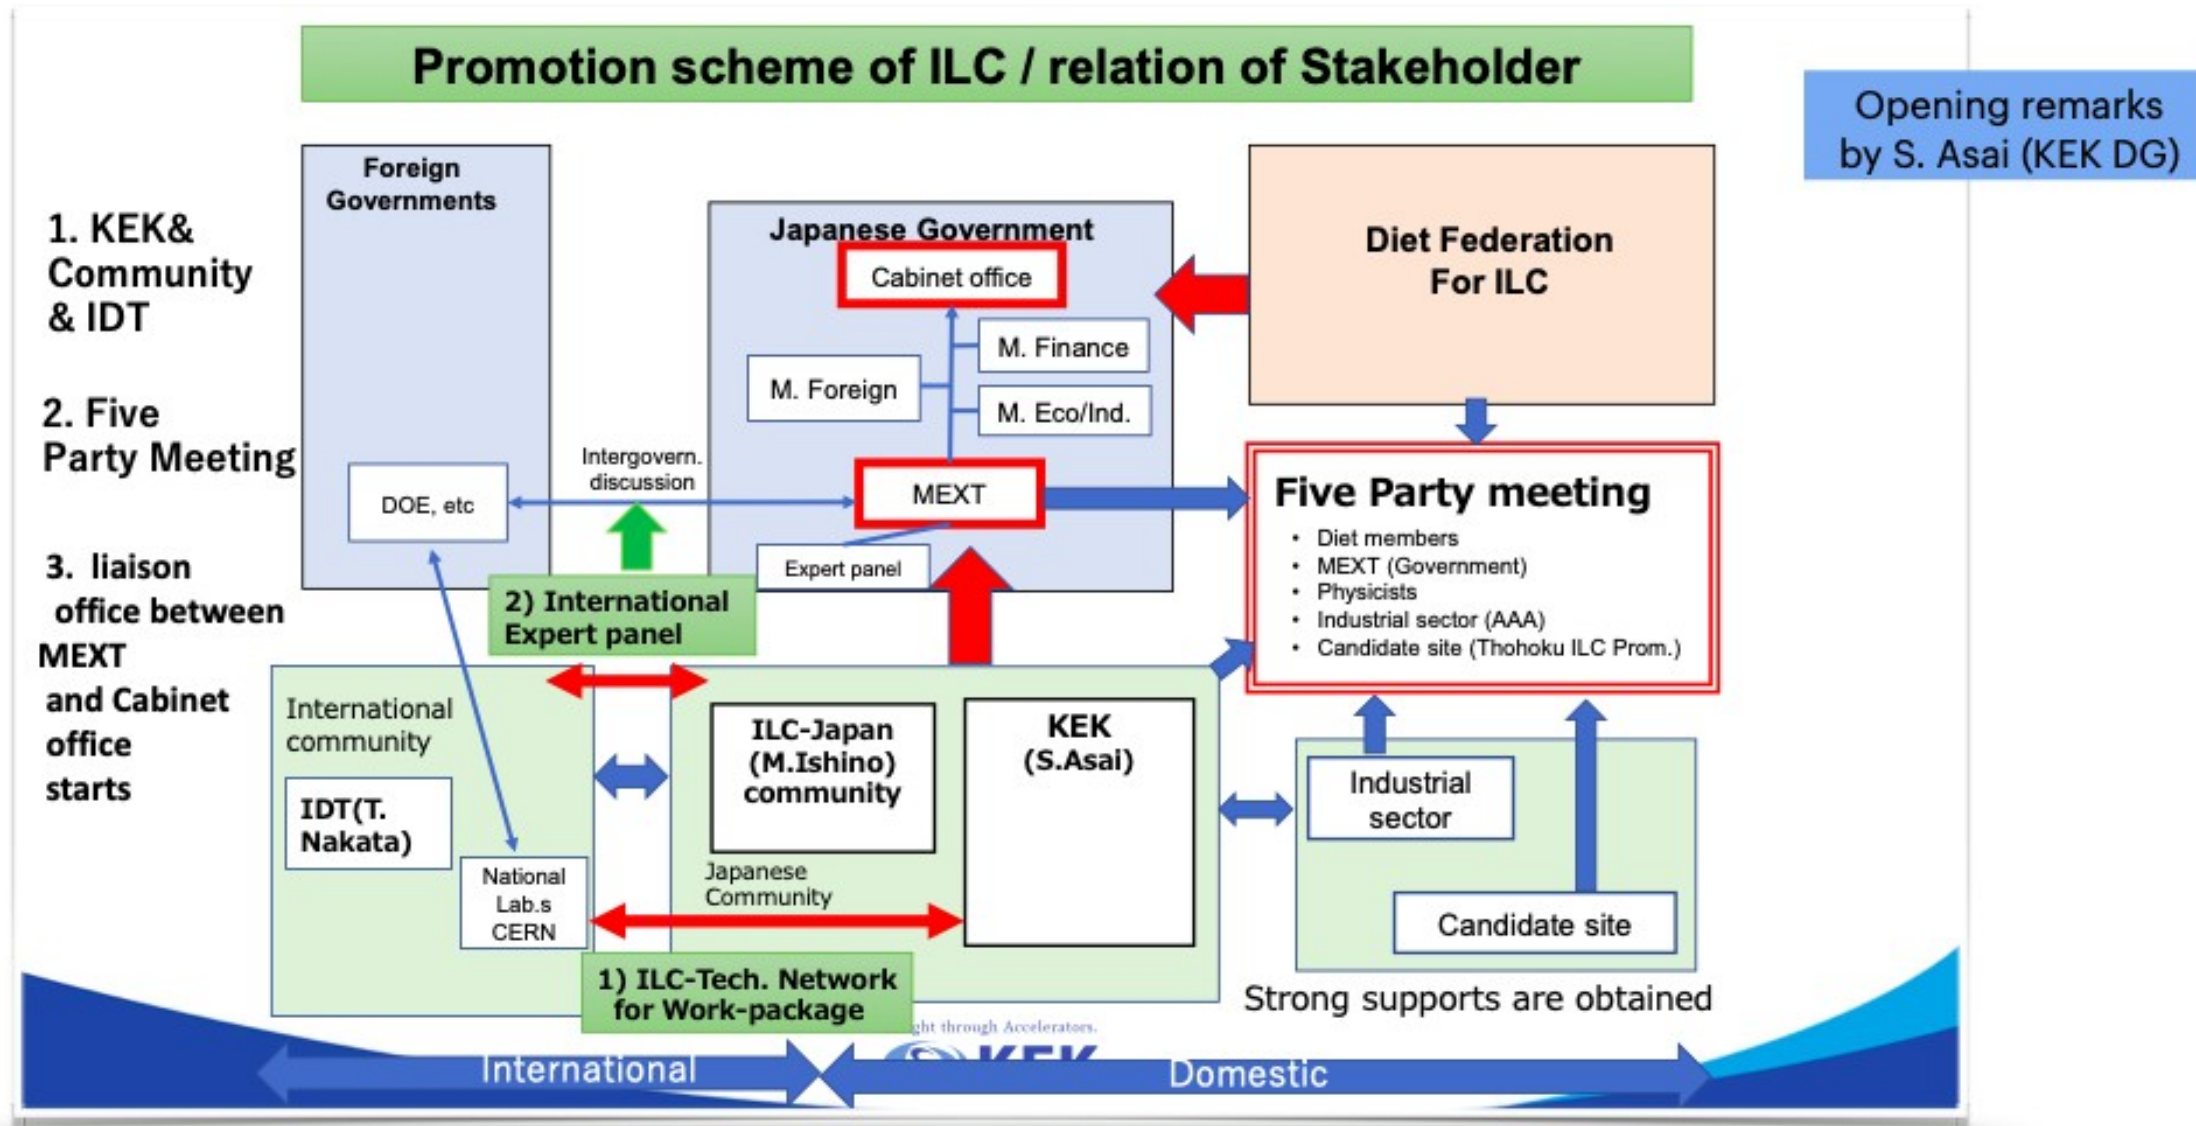 Promotion scheme of ILC / relation of Stakeholder
Opening remarks
by S. Asai (KEK DG)
1. KEK&
Community
& IDT
2. Five
Party Meeting
3. liaison
office between
MEXT
and Cabinet
office
starts
Foreign
Governments
DOE, etc
Intergovern.
discussion
Japanese Government
Cabinet office
M. Finance
M. Foreign
M. Eco/Ind.
MEXT
Expert panel
Diet Federation
For ILC
Five Party meeting
• Diet members
• MEXT (Government)
• Physicists
• Industrial sector (AAA)
• Candidate site (Thohoku ILC Prom.)
2) International
Expert panel
International
community
IDT(T.
Nakata)
National
Lab.s
CERN
ILC-Japan
(M.Ishino)
community
Japanese
Community
KEK
(S.Asai)
Industrial
sector
Candidate site
1) ILC-Tech. Network
for Work-package
Strong supports are obtained
through Accelerators.
KEK
International
Domestic